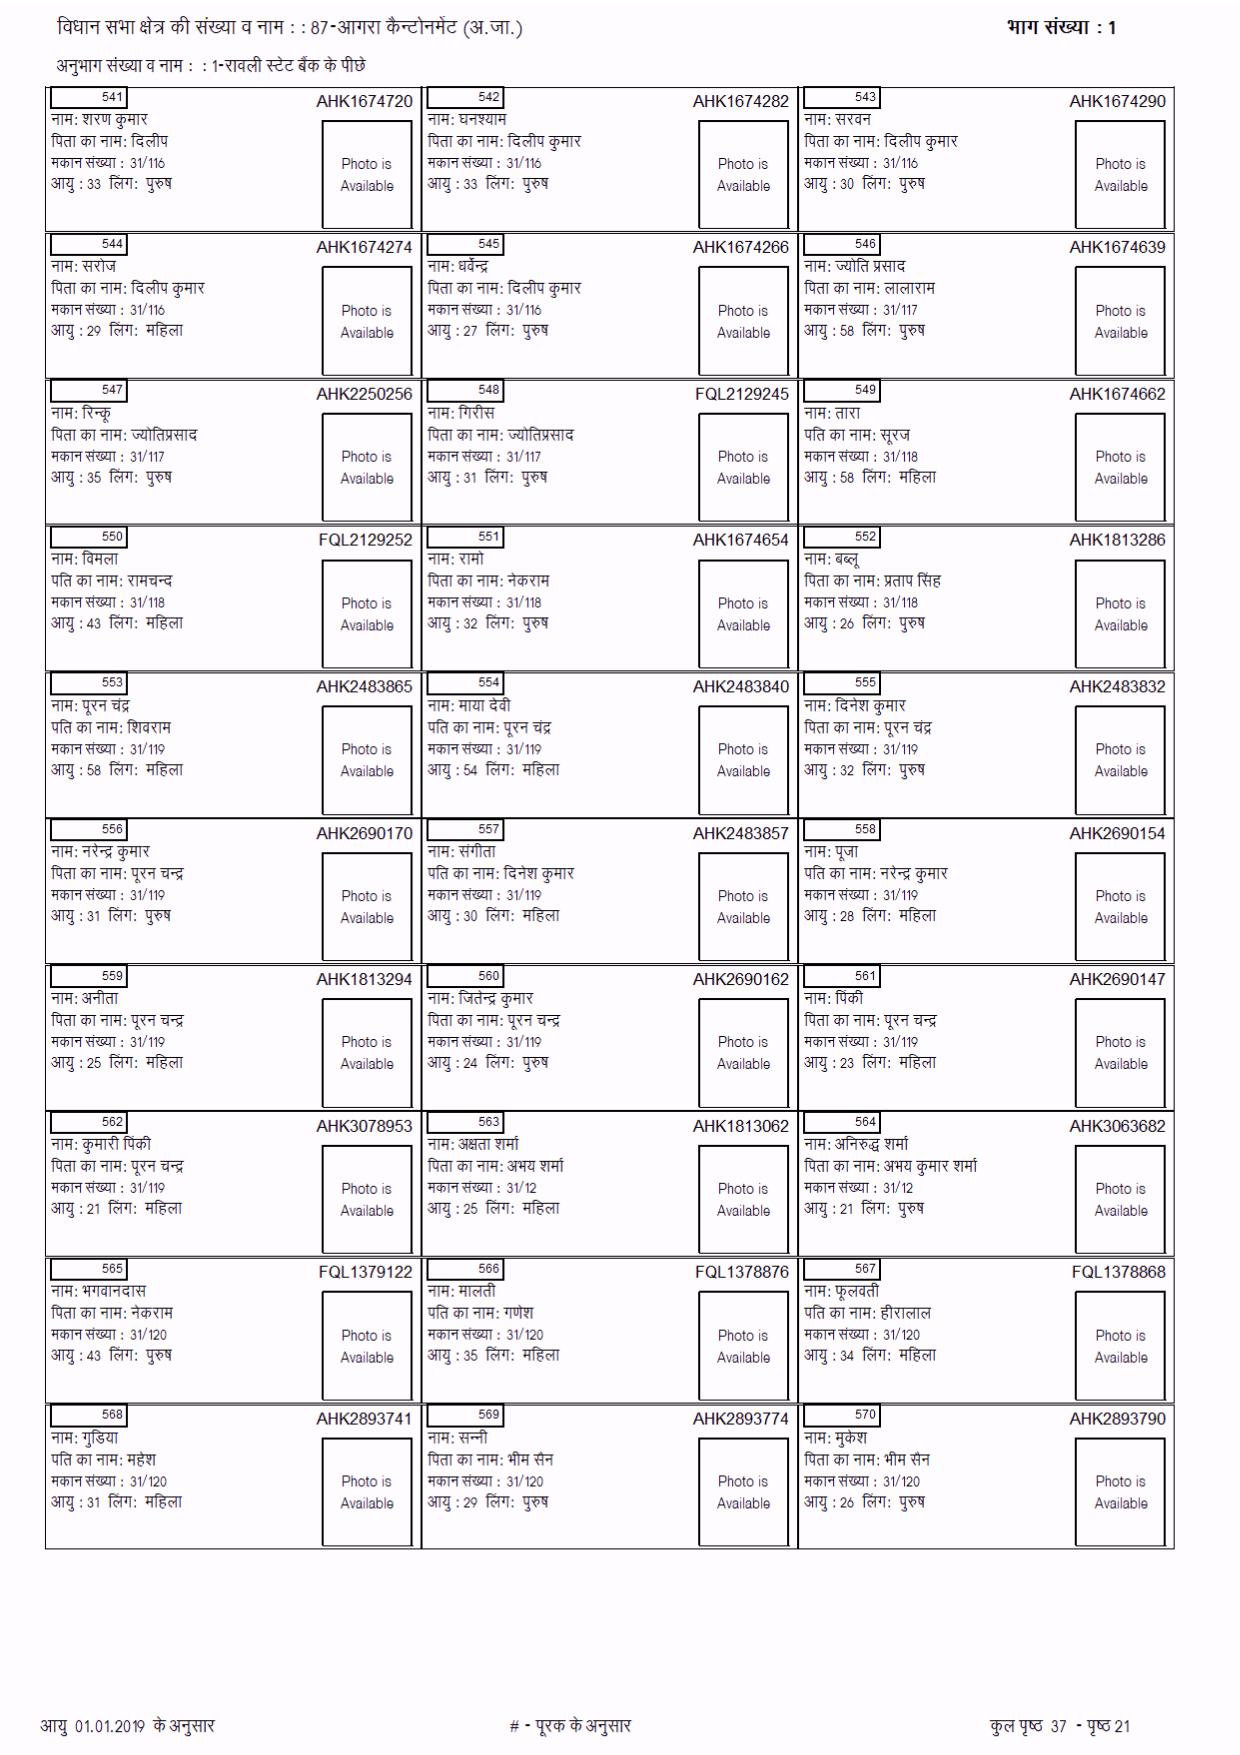 विधान सभा क्षेत्र की संख्या व नाम : : 87-आगरा कैन्टोनमेंट (अ.जा.)
भाग संख्या : 1
अनुभाग संख्या व नाम : : 1-रावली स्टेट बैंक के पीछे
541 AHK1674720
नाम: शरण कुमार
पिता का नाम: दिलीप
मकान संख्या : 31/116
आयु : 33 लिंग: पुरुष
Photo is
Available
542 AHK1674282
नाम: घनश्याम
पिता का नाम: दिलीप कुमार
मकान संख्या : 31/116
आयु : 33 लिंग: पुरुष
Photo is
Available
543 AHK1674290
नाम: सरवन
पिता का नाम: दिलीप कुमार
मकान संख्या : 31/116
आयु : 30 लिंग: पुरुष
Photo is
Available
544 AHK1674274
नाम: सरोज
पिता का नाम: दिलीप कुमार
मकान संख्या : 31/116
आयु : 29 लिंग: महिला
Photo is
Available
545 AHK1674266
नाम: धर्वेन्द्र
पिता का नाम: दिलीप कुमार
मकान संख्या : 31/116
आयु : 27 लिंग: पुरुष
Photo is
Available
546 AHK1674639
नाम: ज्योति प्रसाद
पिता का नाम: लालाराम
मकान संख्या : 31/117
आयु : 58 लिंग: पुरुष
Photo is
Available
547 AHK2250256
नाम: रिन्कू
पिता का नाम: ज्योतिप्रसाद
मकान संख्या : 31/117
आयु : 35 लिंग: पुरुष
Photo is
Available
548 FQL2129245
नाम: गिरीस
पिता का नाम: ज्योतिप्रसाद
मकान संख्या : 31/117
आयु : 31 लिंग: पुरुष
Photo is
Available
549 AHK1674662
नाम: तारा
पति का नाम: सूरज
मकान संख्या : 31/118
आयु : 58 लिंग: महिला
Photo is
Available
550 FQL2129252
नाम: विमला
पति का नाम: रामचन्द
मकान संख्या : 31/118
आयु : 43 लिंग: महिला
Photo is
Available
551 AHK1674654
नाम: रामो
पिता का नाम: नेकराम
मकान संख्या : 31/118
आयु : 32 लिंग: पुरुष
Photo is
Available
552 AHK1813286
नाम: बब्लू
पिता का नाम: प्रताप सिंह
मकान संख्या : 31/118
आयु : 26 लिंग: पुरुष
Photo is
Available
553 AHK2483865
नाम: पूरन चंद्र
पति का नाम: शिवराम
मकान संख्या : 31/119
आयु : 58 लिंग: महिला
Photo is
Available
554 AHK2483840
नाम: माया देवी
पति का नाम: पूरन चंद्र
मकान संख्या : 31/119
आयु : 54 लिंग: महिला
Photo is
Available
555 AHK2483832
नाम: दिनेश कुमार
पिता का नाम: पूरन चंद्र
मकान संख्या : 31/119
आयु : 32 लिंग: पुरुष
Photo is
Available
556 AHK2690170
नाम: नरेन्द्र कुमार
पिता का नाम: पूरन चन्द्र
मकान संख्या : 31/119
आयु : 31 लिंग: पुरुष
Photo is
Available
557 AHK2483857
नाम: संगीता
पति का नाम: दिनेश कुमार
मकान संख्या : 31/119
आयु : 30 लिंग: महिला
Photo is
Available
558 AHK2690154
नाम: पूजा
पति का नाम: नरेन्द्र कुमार
मकान संख्या : 31/119
आयु : 28 लिंग: महिला
Photo is
Available
559 AHK1813294
नाम: अनीता
पिता का नाम: पूरन चन्द्र
मकान संख्या : 31/119
आयु : 25 लिंग: महिला
Photo is
Available
560 AHK2690162
नाम: जितेन्द्र कुमार
पिता का नाम: पूरन चन्द्र
मकान संख्या : 31/119
आयु : 24 लिंग: पुरुष
Photo is
Available
561 AHK2690147
नाम: पिंकी
पिता का नाम: पूरन चन्द्र
मकान संख्या : 31/119
आयु : 23 लिंग: महिला
Photo is
Available
562 AHK3078953
नाम: कुमारी पिंकी
पिता का नाम: पूरन चन्द्र
मकान संख्या : 31/119
आयु : 21 लिंग: महिला
Photo is
Available
563 AHK1813062
नाम: अक्षता शर्मा
पिता का नाम: अभय शर्मा
मकान संख्या : 31/12
आयु : 25 लिंग: महिला
Photo is
Available
564 AHK3063682
नाम: अनिरुद्ध शर्मा
पिता का नाम: अभय कुमार शर्मा
मकान संख्या : 31/12
आयु : 21 लिंग: पुरुष
Photo is
Available
565 FQL1379122
नाम: भगवानदास
पिता का नाम: नेकराम
मकान संख्या : 31/120
आयु : 43 लिंग: पुरुष
Photo is
Available
566 FQL1378876
नाम: मालती
पति का नाम: गणेश
मकान संख्या : 31/120
आयु : 35 लिंग: महिला
Photo is
Available
567 FQL1378868
नाम: फूलवती
पति का नाम: हीरालाल
मकान संख्या : 31/120
आयु : 34 लिंग: महिला
Photo is
Available
568 AHK2893741
नाम: गुडिया
पति का नाम: महेश
मकान संख्या : 31/120
आयु : 31 लिंग: महिला
Photo is
Available
569 AHK2893774
नाम: सन्नी
पिता का नाम: भीम सैन
मकान संख्या : 31/120
आयु : 29 लिंग: पुरुष
Photo is
Available
570 AHK2893790
नाम: मुकेश
पिता का नाम: भीम सैन
मकान संख्या : 31/120
आयु : 26 लिंग: पुरुष
Photo is
Available
आयु 01.01.2019 के अनुसार
# - पूरक के अनुसार
कुल पृष्ठ 37 - पृष्ठ 21